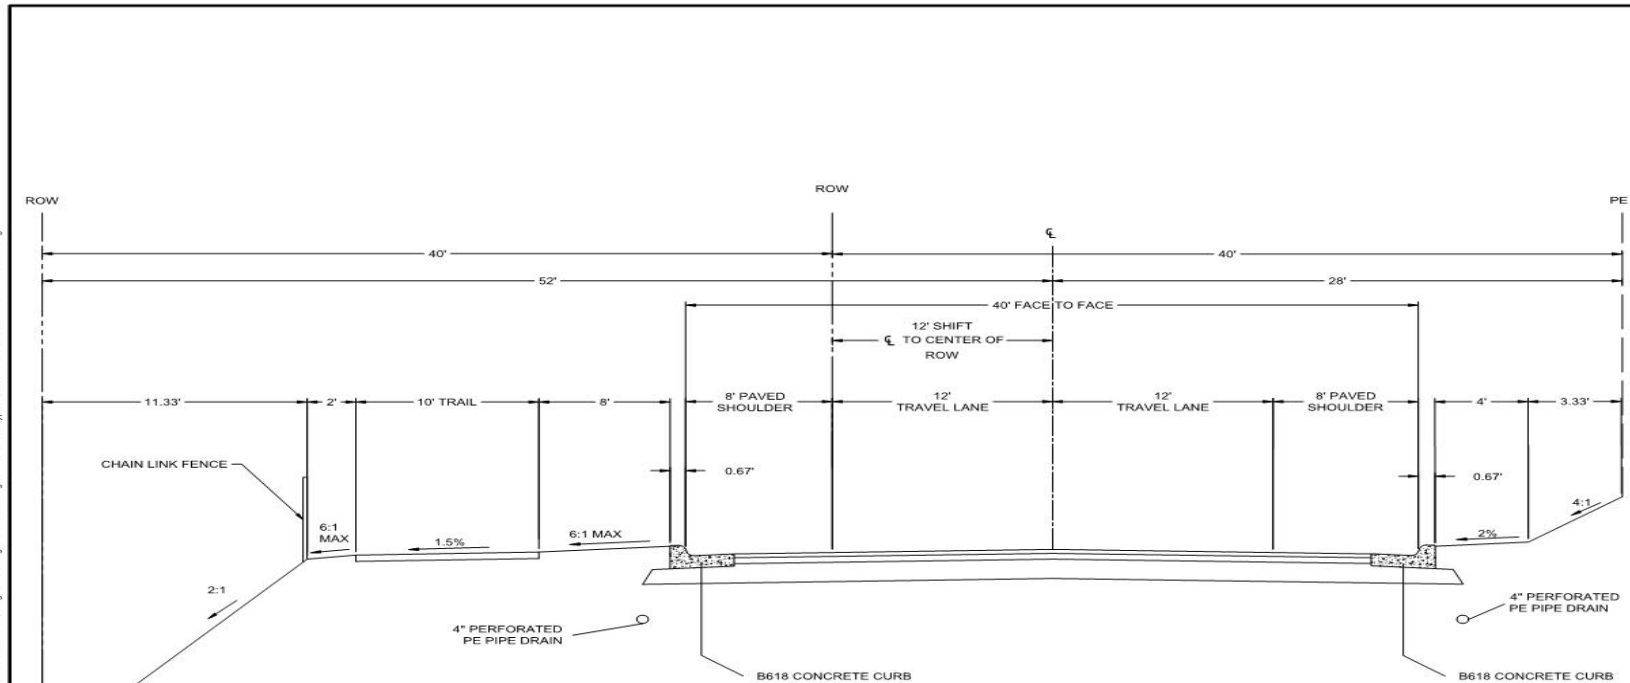 ROW
ROW
PE
℄
40'
40'
52'
28'
40' FACE TO FACE
12' SHIFT
℄ TO CENTER OF
ROW
11.33'
2'
10' TRAIL
8'
8' PAVED
SHOULDER
12'
TRAVEL LANE
12'
TRAVEL LANE
8' PAVED
SHOULDER
4'
3.33'
CHAIN LINK FENCE
0.67'
0.67'
6:1
MAX
1.5%
6:1 MAX
2%
4:1
2:1
4" PERFORATED
PE PIPE DRAIN
4" PERFORATED
PE PIPE DRAIN
B618 CONCRETE CURB
B618 CONCRETE CURB